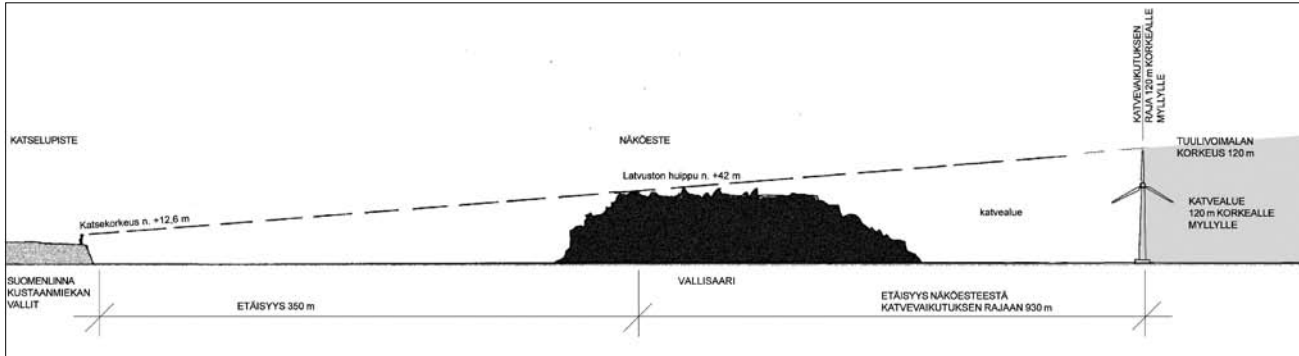 KATVEVAIKUTUKSEN
RAJA 120 m KORKEALLE
MYLLYLLE
KATSELUPISTE
NÄKÖESTE
TUULIVOIMALAN
KORKEUS 120 m
Latvuston huippu n. +42 m
Katsekorkeus n. +12,6 m
katvealue
KATVEALUE
120 m KORKEALLE
MYLLYLLE
SUOMENLINNA
KUSTAANMIEKAN
VALLIT
VALLISAARI
ETÄISYYS 350 m
ETÄISYYS NÄKÖESTEESTÄ
KATVEVAIKUTUKSEN RAJAAN 930 m